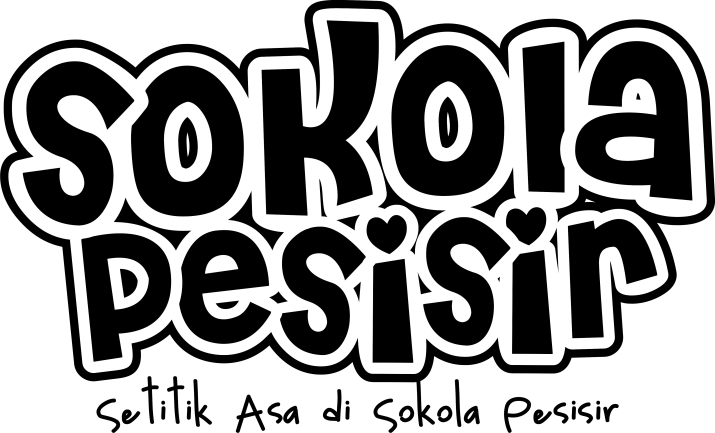 sokola
pesisir
Setitik Asa di Sokola Pesisir